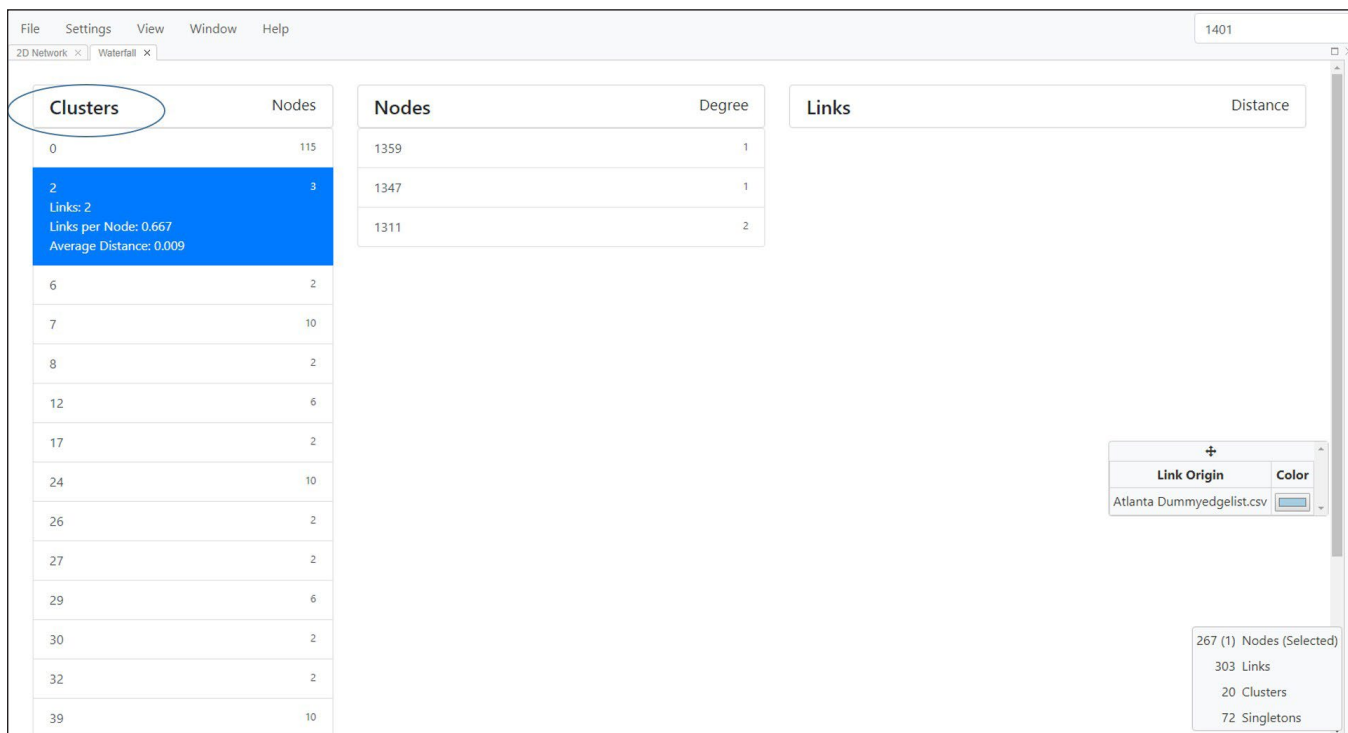 File Settings View Window Help 1401
2D Network × Waterfall ×
Clusters Nodes
0 115
2 3
Links: 2
Links per Node: 0.667
Average Distance: 0.009
6 2
7 10
8 2
12 6
17 2
24 10
26 2
27 2
29 6
30 2
32 2
39 10
Nodes Degree
1359 1
1347 1
1311 2
Links Distance
Link Origin Color
Atlanta Dummyedgelist.csv
267 (1) Nodes (Selected)
303 Links
20 Clusters
72 Singletons